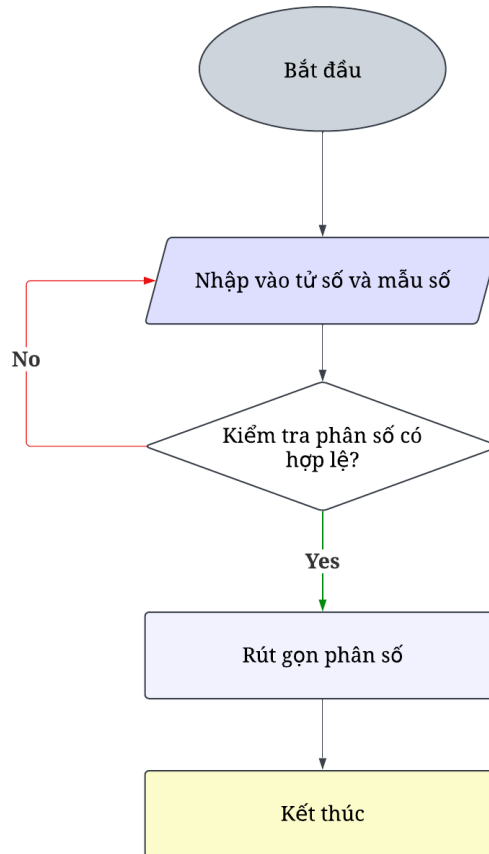 Bắt đầu
Nhập vào tử số và mẫu số
No
Kiểm tra phân số có
hợp lệ?
Yes
Rút gọn phân số
Kết thúc